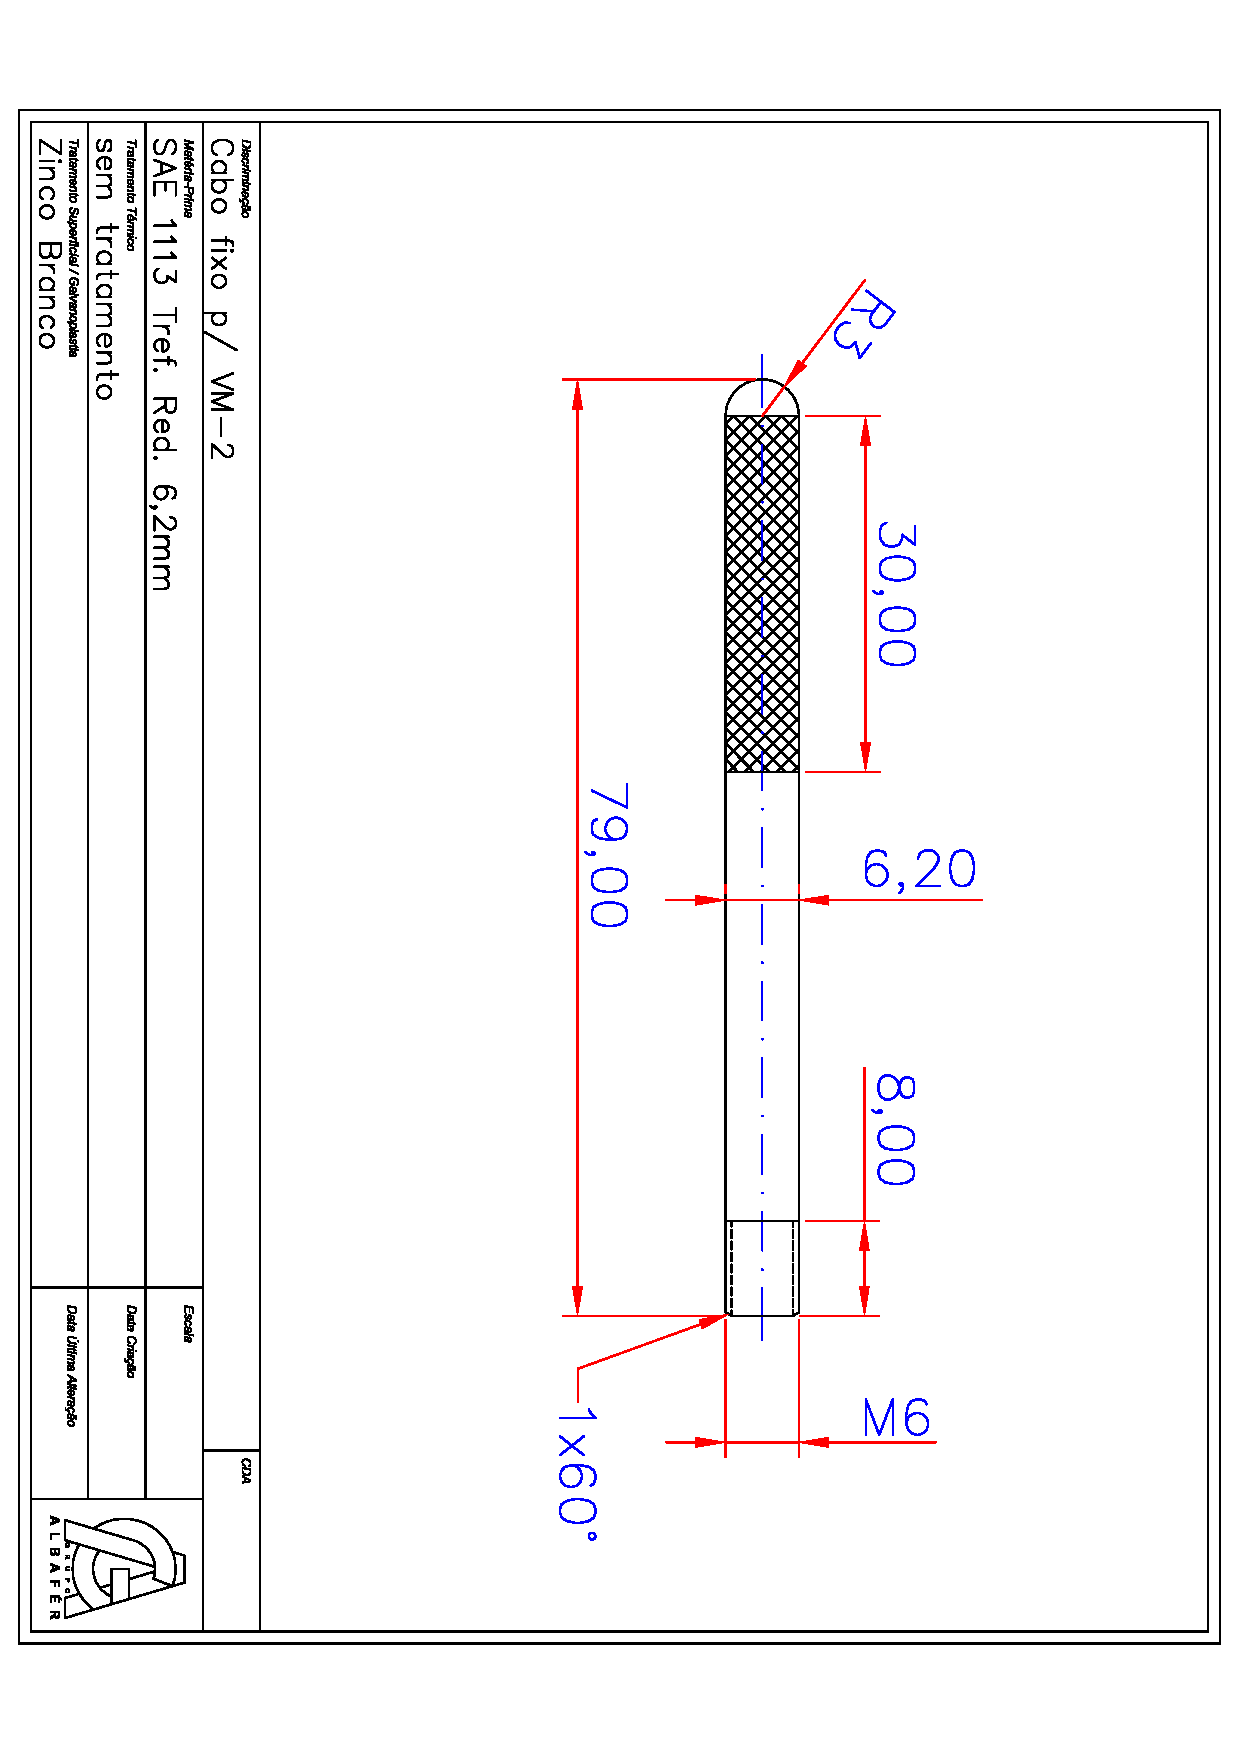 R3
30,00
6,20
8,00
79,00
M6
1x60°
Discriminação
Cabo fixo p/ VM-2
CDA
Matéria-Prima
SAE 1113 Tref. Red. 6,2mm
Escala
Tratamento Térmico
sem tratamento
Data Criação
Tratamento Superficial / Galvanoplastia
Zinco Branco
Data Última Alteração
GRUPO
ALBAFÉR